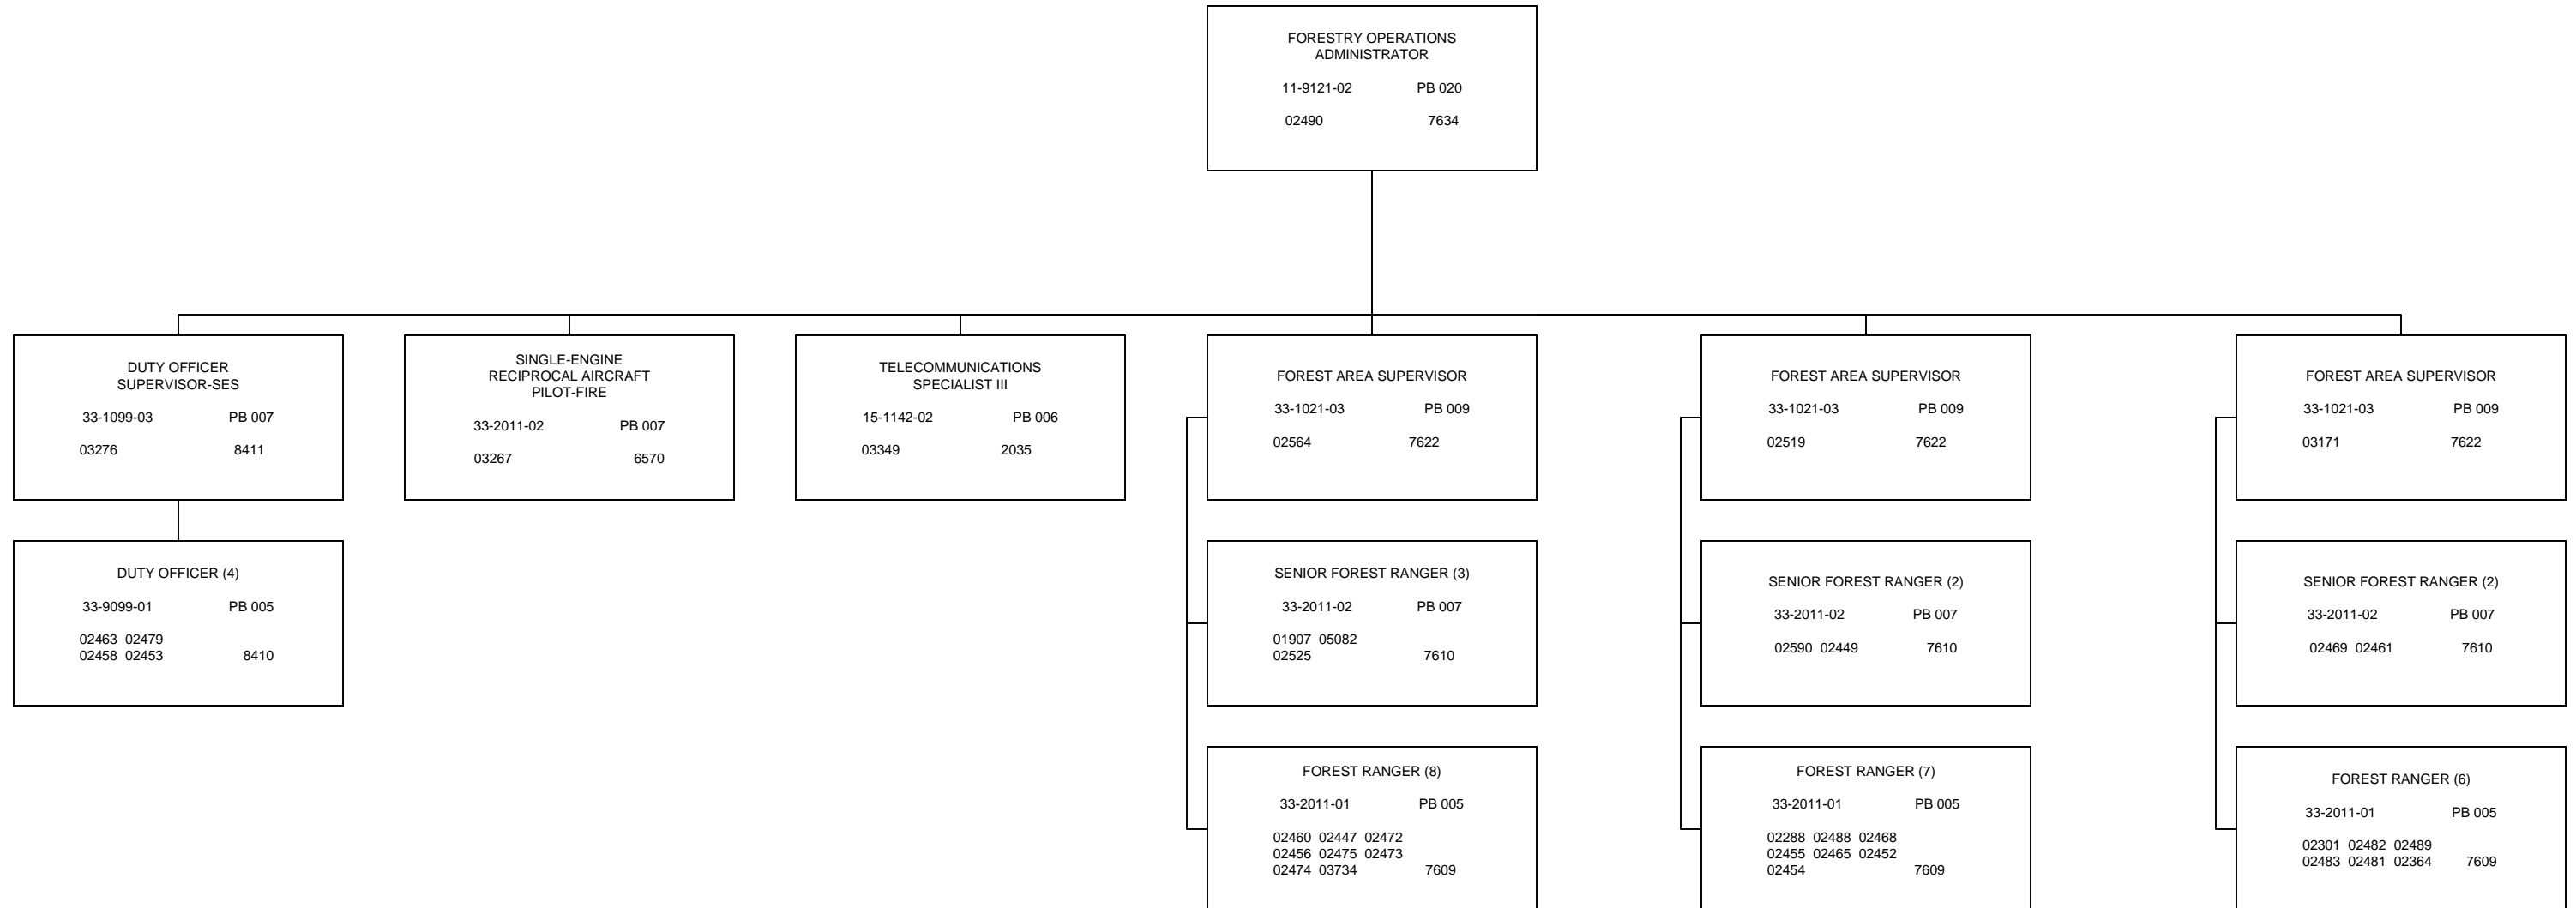 FORESTRY OPERATIONS
ADMINISTRATOR
11-9121-02 PB 020
02490 7634
DUTY OFFICER
SUPERVISOR-SES
33-1099-03 PB 007
03276 8411
SINGLE-ENGINE
RECIPROCAL AIRCRAFT
PILOT-FIRE
33-2011-02 PB 007
03267 6570
TELECOMMUNICATIONS
SPECIALIST III
15-1142-02 PB 006
03349 2035
FOREST AREA SUPERVISOR
33-1021-03 PB 009
02564 7622
FOREST AREA SUPERVISOR
33-1021-03 PB 009
02519 7622
FOREST AREA SUPERVISOR
33-1021-03 PB 009
03171 7622
DUTY OFFICER (4)
33-9099-01 PB 005
02463 02479
02458 02453 8410
SENIOR FOREST RANGER (3)
33-2011-02 PB 007
01907 05082
02525 7610
SENIOR FOREST RANGER (2)
33-2011-02 PB 007
02590 02449 7610
SENIOR FOREST RANGER (2)
33-2011-02 PB 007
02469 02461 7610
FOREST RANGER (8)
33-2011-01 PB 005
02460 02447 02472
02456 02475 02473
02474 03734 7609
FOREST RANGER (7)
33-2011-01 PB 005
02288 02488 02468
02455 02465 02452
02454 7609
FOREST RANGER (6)
33-2011-01 PB 005
02301 02482 02489
02483 02481 02364 7609